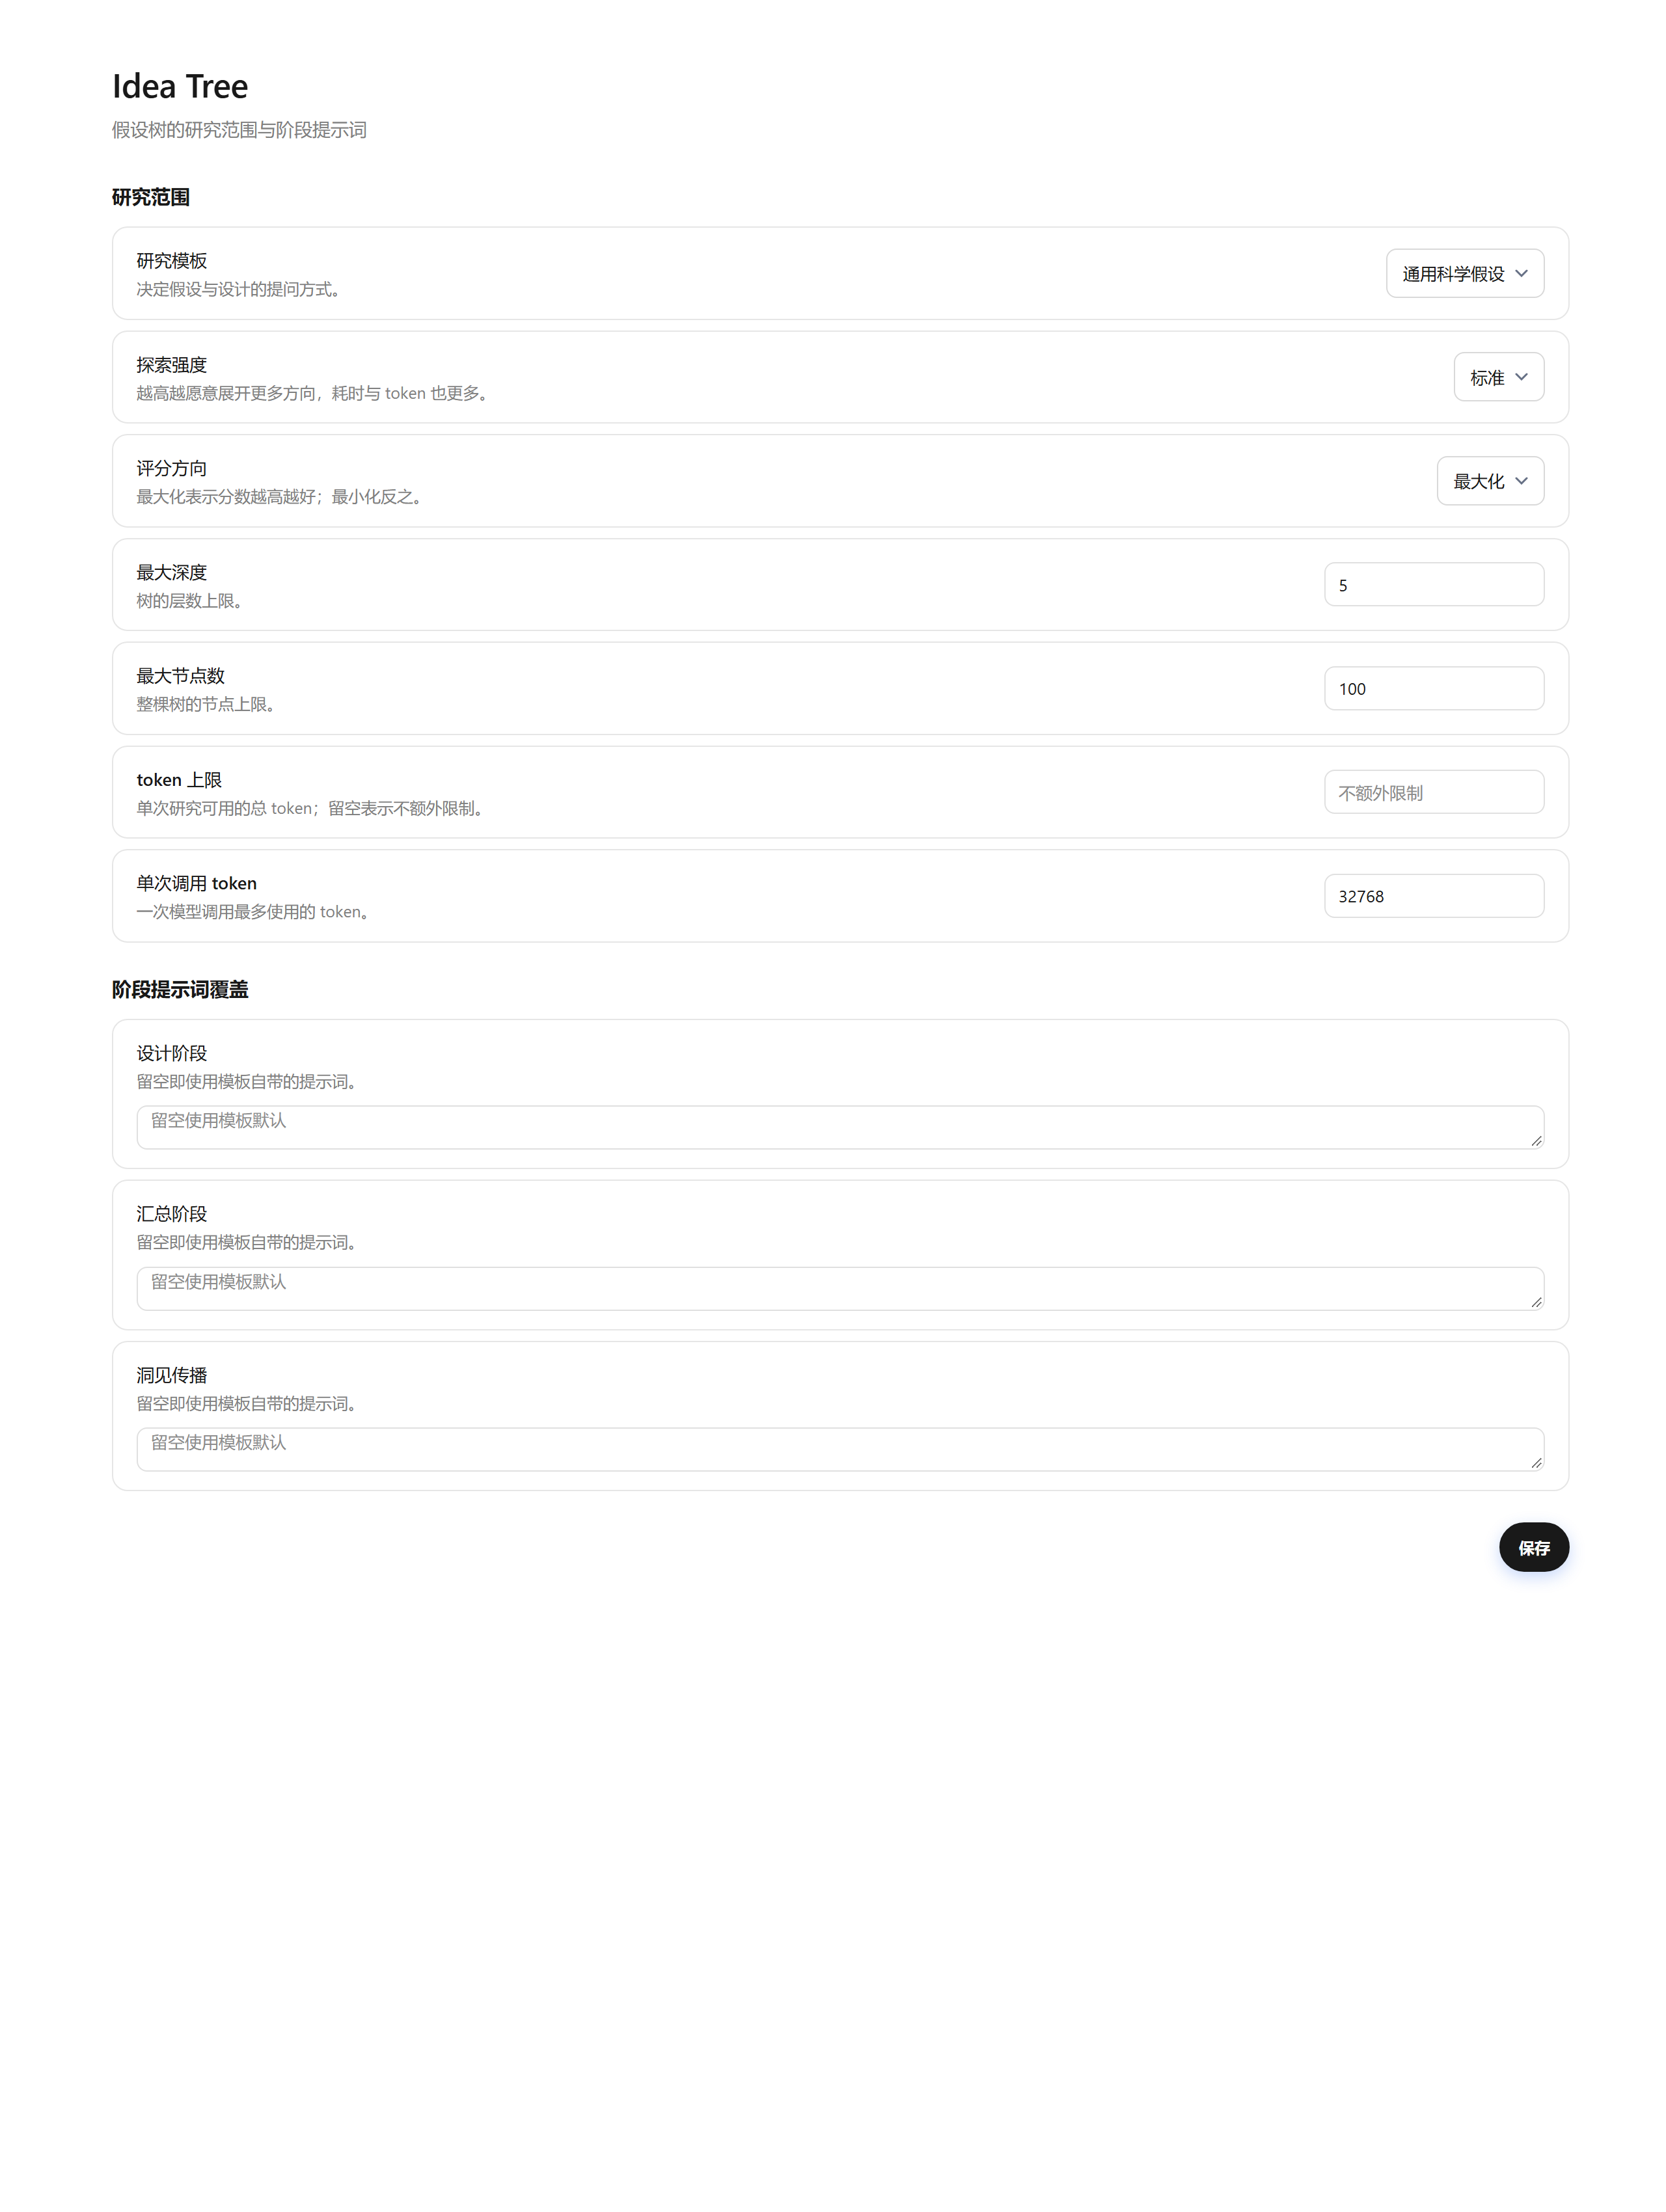 Idea Tree
假设树的研究范围与阶段提示词
研究范围
研究模板
决定假设与设计的提问方式。
通用科学假设
探索强度
越高越愿意展开更多方向，耗时与 token 也更多。
标准
评分方向
最大化表示分数越高越好；最小化反之。
最大化
最大深度
树的层数上限。
5
最大节点数
整棵树的节点上限。
100
token 上限
单次研究可用的总 token；留空表示不额外限制。
不额外限制
单次调用 token
一次模型调用最多使用的 token。
32768
阶段提示词覆盖
设计阶段
留空即使用模板自带的提示词。
留空使用模板默认
汇总阶段
留空即使用模板自带的提示词。
留空使用模板默认
洞见传播
留空即使用模板自带的提示词。
留空使用模板默认
保存